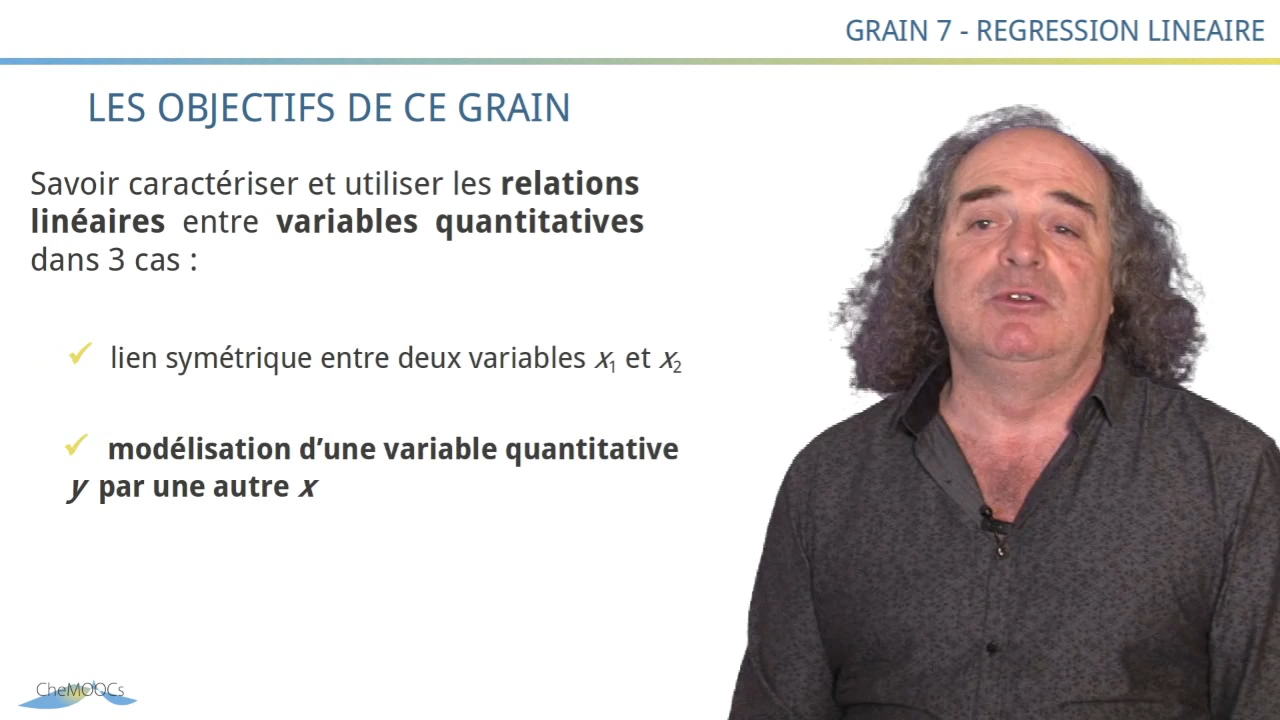 GRAIN 7 - REGRESSION LINEAIRE
LES OBJECTIFS DE CE GRAIN
Savoir caractériser et utiliser les relations
linéaires entre variables quantitatives
dans 3 cas :
✓ lien symétrique entre deux variables x₁ et x₂
✓ modélisation d’une variable quantitative
y par une autre x
CheMOOCs